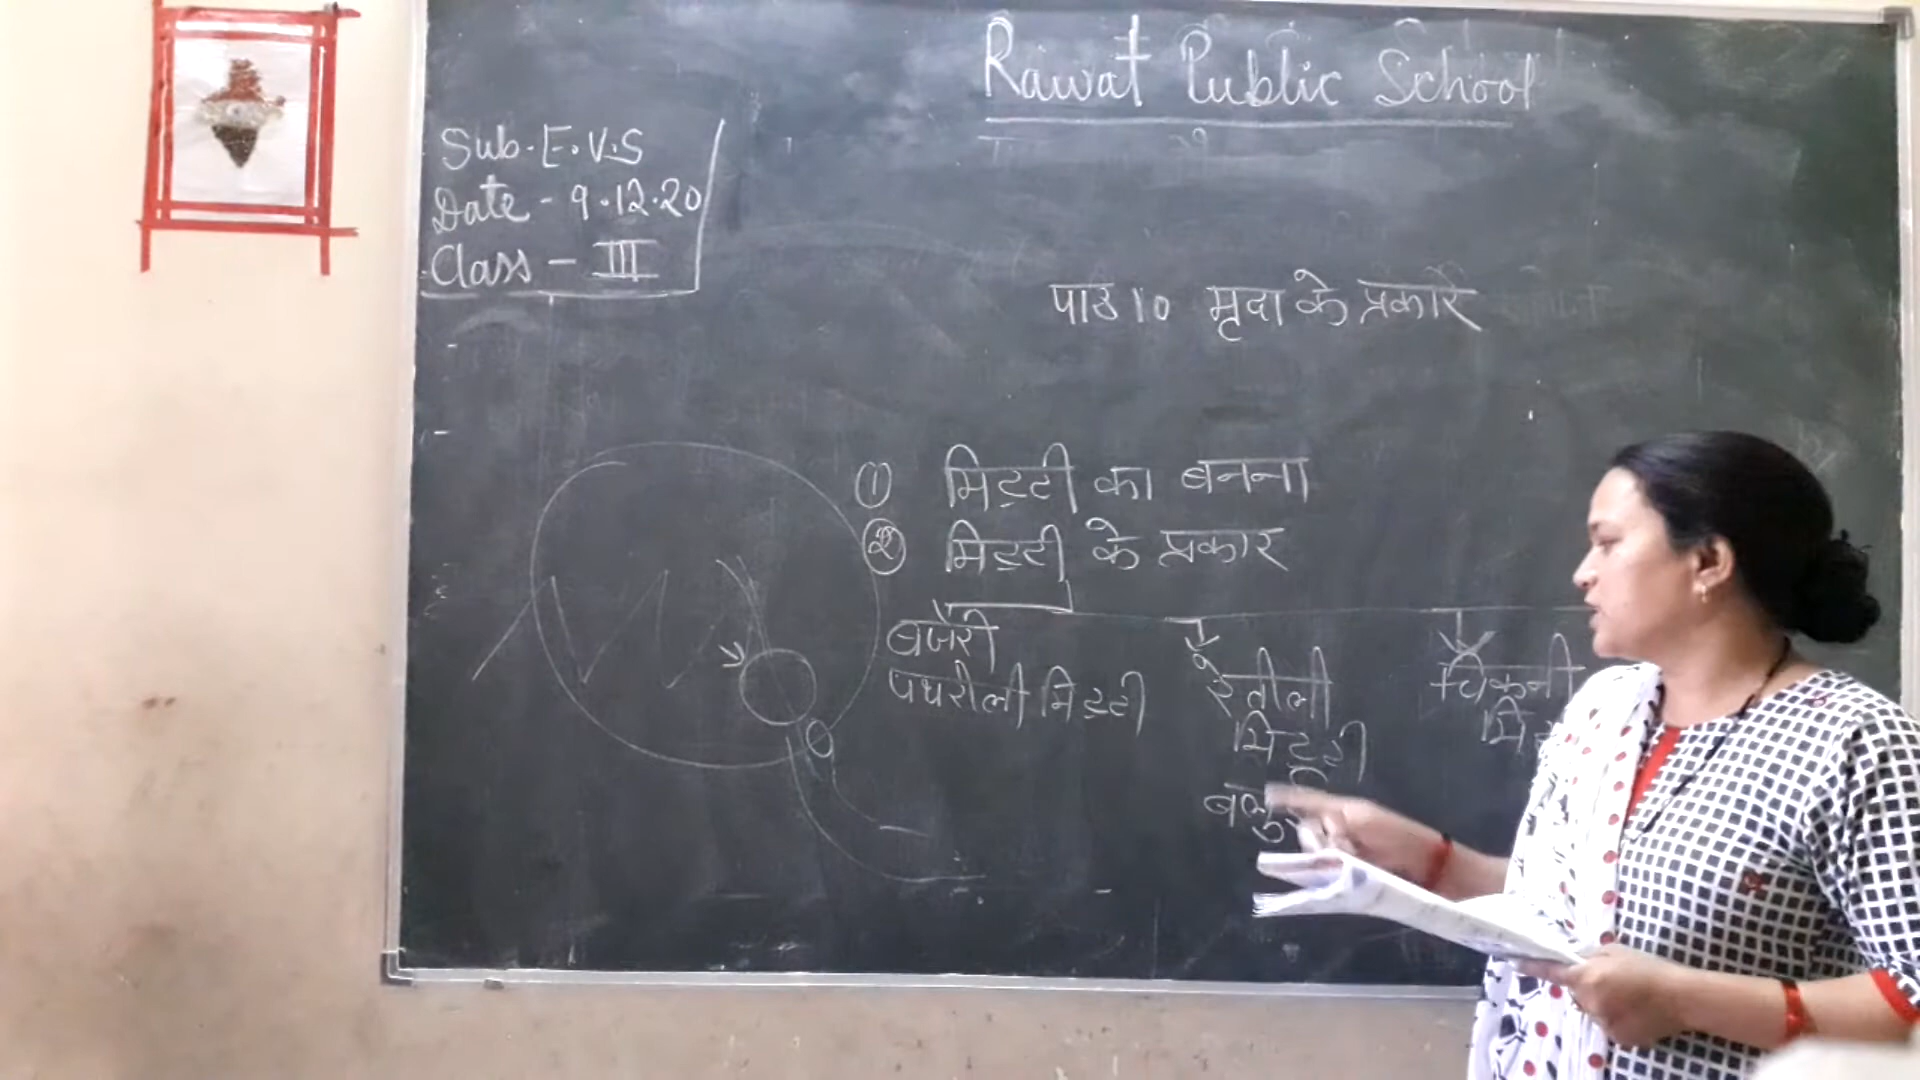 Rawat Public School
Sub. E.V.S
Date - 9.12.20
Class - III
पाठ 10 मृदा के प्रकार
① मिट्टी का बनना
② मिट्टी के प्रकार
बजरी
पथरीली मिट्टी
रेतीली
मिट्टी
चिकनी